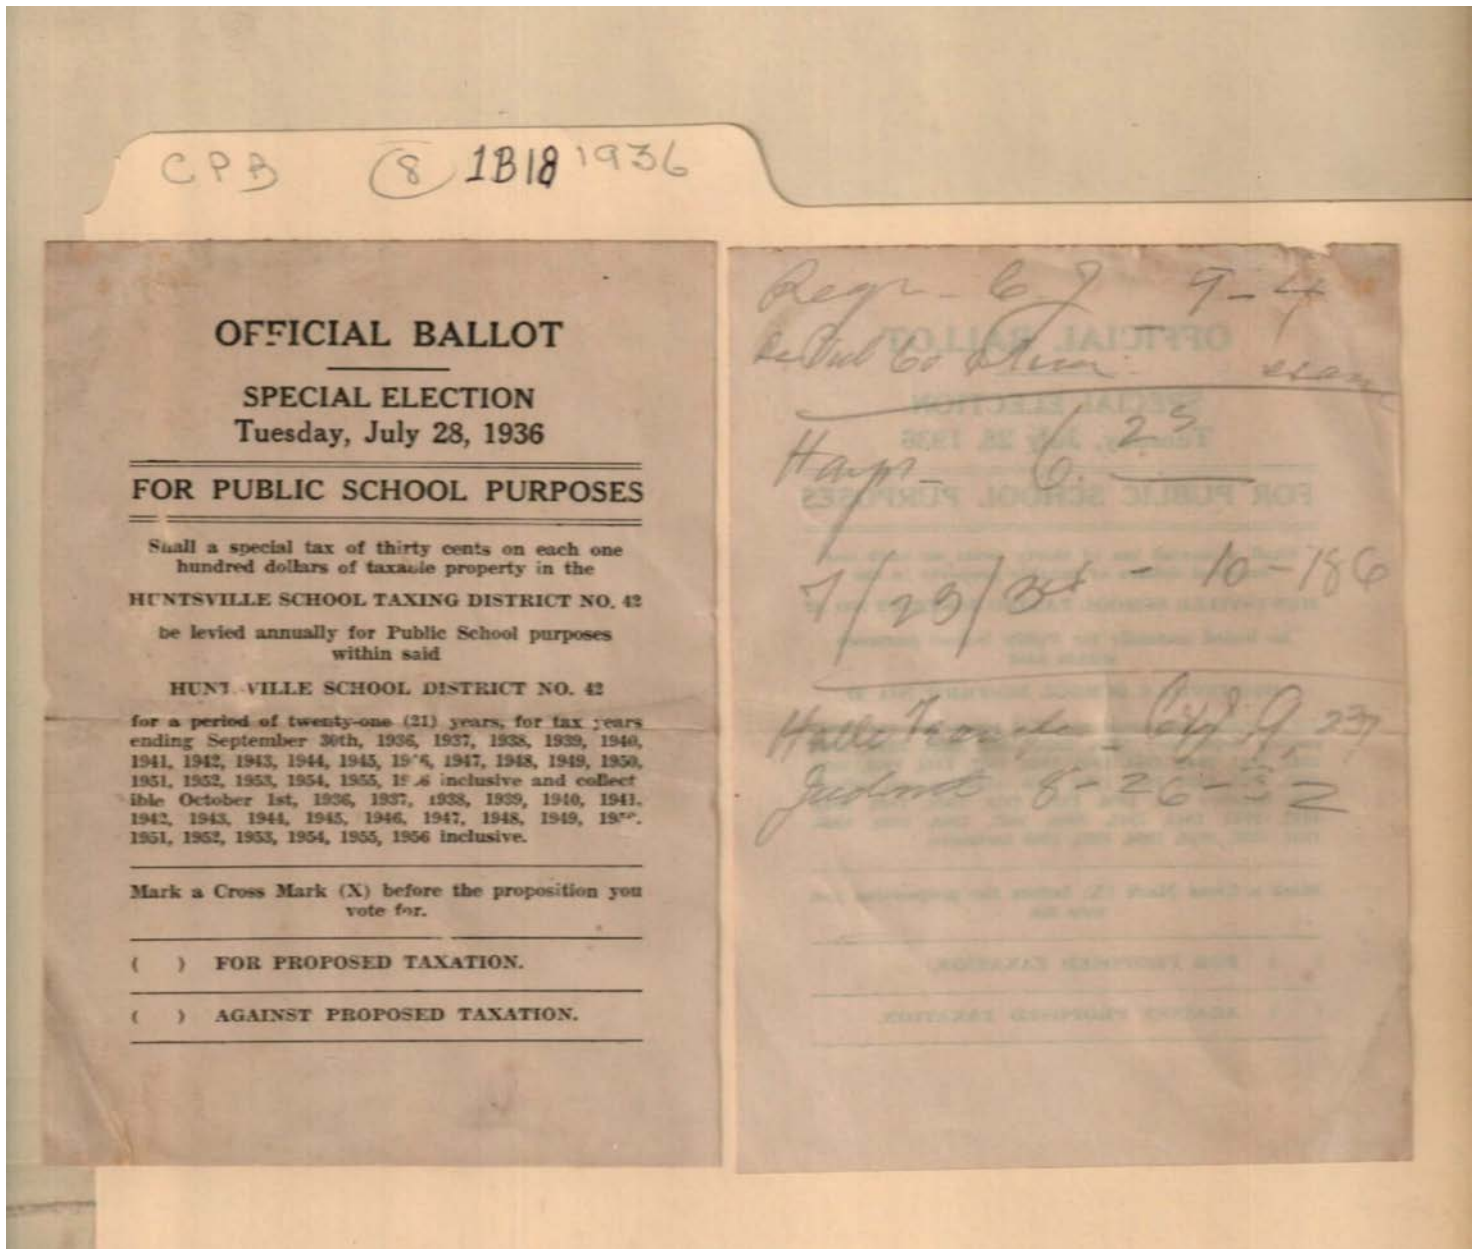 CPB 8 1B18 1936
OFFICIAL BALLOT
SPECIAL ELECTION
Tuesday, July 28, 1936
FOR PUBLIC SCHOOL PURPOSES
Shall a special tax of thirty cents on each one
hundred dollars of taxable property in the
HUNTSVILLE SCHOOL TAXING DISTRICT NO. 42
be levied annually for Public School purposes
within said
HUNTSVILLE SCHOOL DISTRICT NO. 42
for a period of twenty-one (21) years, for tax years
ending September 30th, 1936, 1937, 1938, 1939, 1940,
1941, 1942, 1943, 1944, 1945, 1946, 1947, 1948, 1949, 1950,
1951, 1952, 1953, 1954, 1955, 1956 inclusive and collect
ible October 1st, 1936, 1937, 1938, 1939, 1940, 1941,
1942, 1943, 1944, 1945, 1946, 1947, 1948, 1949, 1950,
1951, 1952, 1953, 1954, 1955, 1956 inclusive.
Mark a Cross Mark (X) before the proposition you
vote for.
( ) FOR PROPOSED TAXATION.
( ) AGAINST PROPOSED TAXATION.
9-4
23
10-186
237
8-26-32